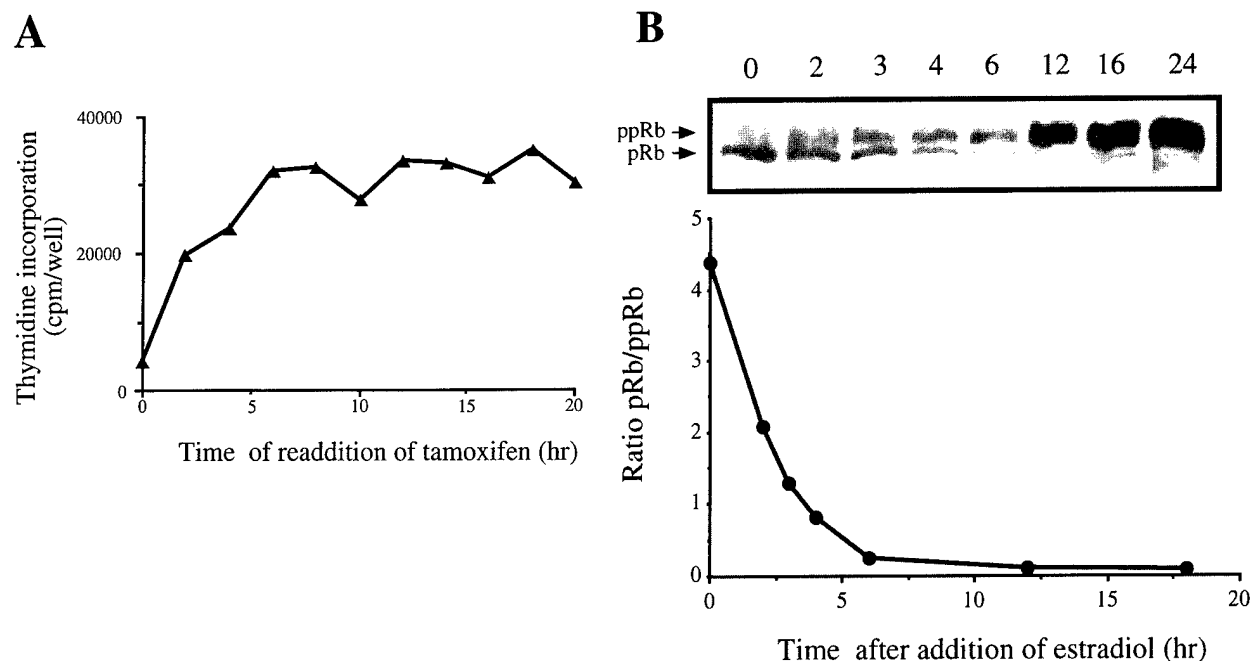 A
40000
20000
0
0 5 10 15 20
Thymidine incorporation
(cpm/well)
Time of readdition of tamoxifen (hr)
B
0 2 3 4 6 12 16 24
ppRb
pRb
5
4
3
2
1
0
0 5 10 15 20
Ratio pRb/ppRb
Time after addition of estradiol (hr)